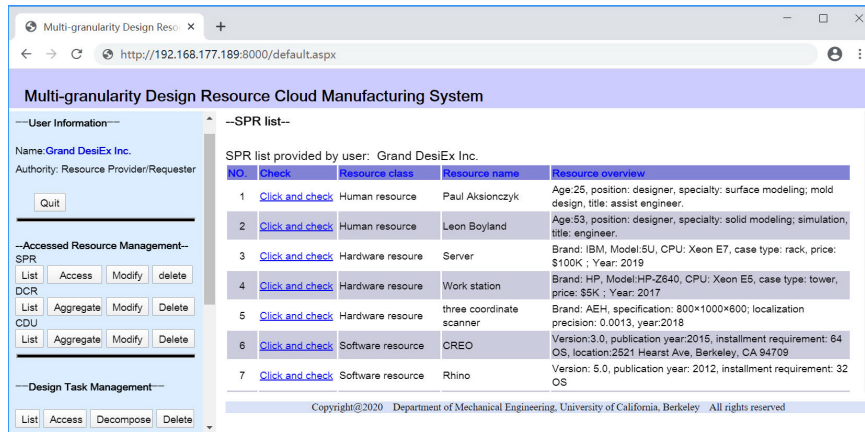 Multi-granularity Design Reso
http://192.168.177.189:8000/default.aspx
Multi-granularity Design Resource Cloud Manufacturing System
---User Information---
Name:Grand DesiEx Inc.
Authority: Resource Provider/Requester
Quit
--Accessed Resource Management--
SPR
List Access Modify delete
DCR
List Aggregate Modify Delete
CDU
List Aggregate Modify Delete
---Design Task Management---
List Access Decompose Delete
--SPR list--
SPR list provided by user: Grand DesiEx Inc.
NO. Check Resource class Resource name Resource overview
1 Click and check Human resource Paul Aksionczyk Age:25, position: designer, specialty: surface modeling; mold
design, title: assist engineer.
2 Click and check Human resource Leon Boyland Age:53, position: designer, specialty: solid modeling; simulation,
title: engineer.
3 Click and check Hardware resoure Server Brand: IBM, Model:5U, CPU: Xeon E7, case type: rack, price:
$100K ; Year: 2019
4 Click and check Hardware resoure Work station Brand: HP, Model:HP-Z640, CPU: Xeon E5, case type: tower,
price: $5K ; Year: 2017
5 Click and check Hardware resoure three coordinate
scanner Brand: AEH, specification: 800×1000×600; localization
precision: 0.0013, year:2018
6 Click and check Software resource CREO Version:3.0, publication year:2015, installment requirement: 64
OS, location:2521 Hearst Ave, Berkeley, CA 94709
7 Click and check Software resource Rhino Version: 5.0, publication year: 2012, installment requirement: 32
OS
Copyright@2020 Department of Mechanical Engineering, University of California, Berkeley All rights reserved